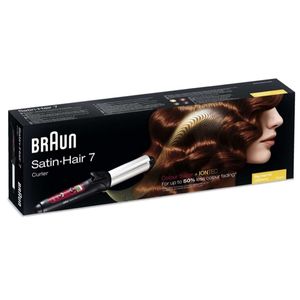 BRAUN
Satin·Hair 7
Curler
Colour Saver + IONTEC
For up to 50% less colour fading*